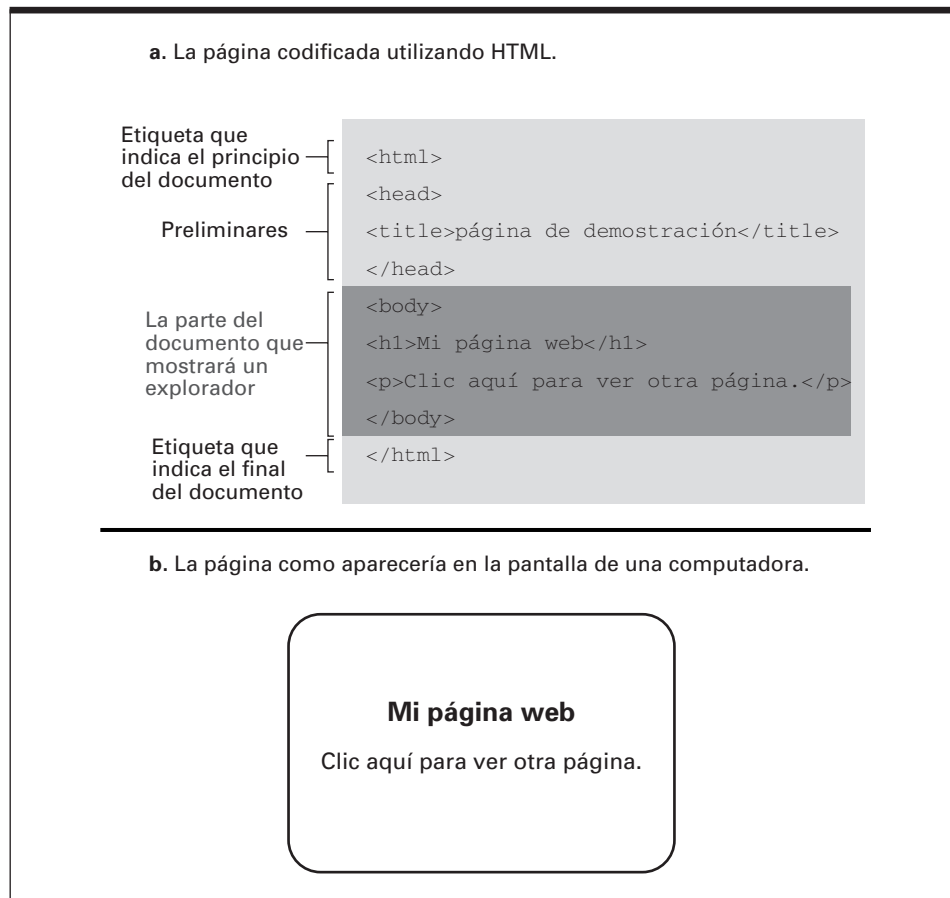 a. La página codificada utilizando HTML.
Etiqueta que
indica el principio
del documento
<html>
Preliminares
<head>
<title>página de demostración</title>
</head>
La parte del
documento que
mostrará un
explorador
<body>
<h1>Mi página web</h1>
<p>Clic aquí para ver otra página.</p>
</body>
Etiqueta que
indica el final
del documento
</html>
b. La página como aparecería en la pantalla de una computadora.
Mi página web
Clic aquí para ver otra página.